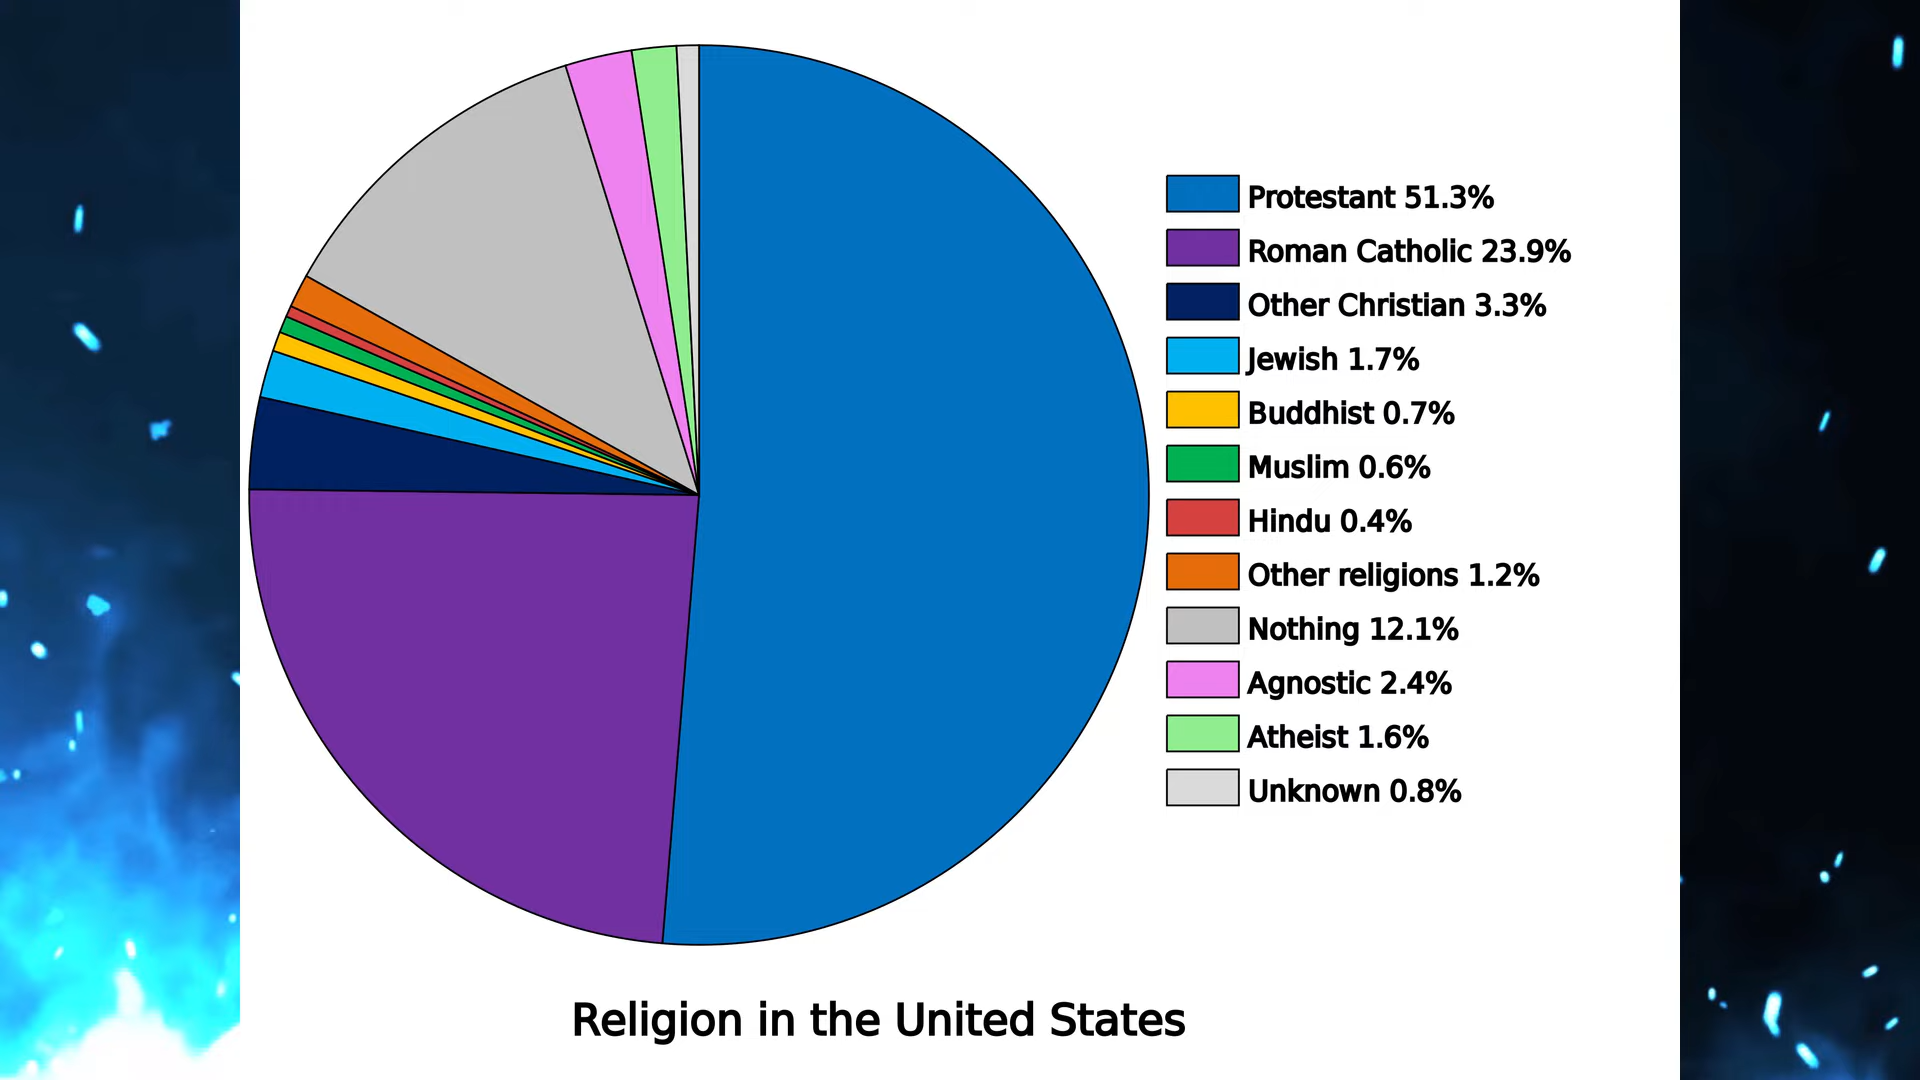 Protestant 51.3%
Roman Catholic 23.9%
Other Christian 3.3%
Jewish 1.7%
Buddhist 0.7%
Muslim 0.6%
Hindu 0.4%
Other religions 1.2%
Nothing 12.1%
Agnostic 2.4%
Atheist 1.6%
Unknown 0.8%
Religion in the United States